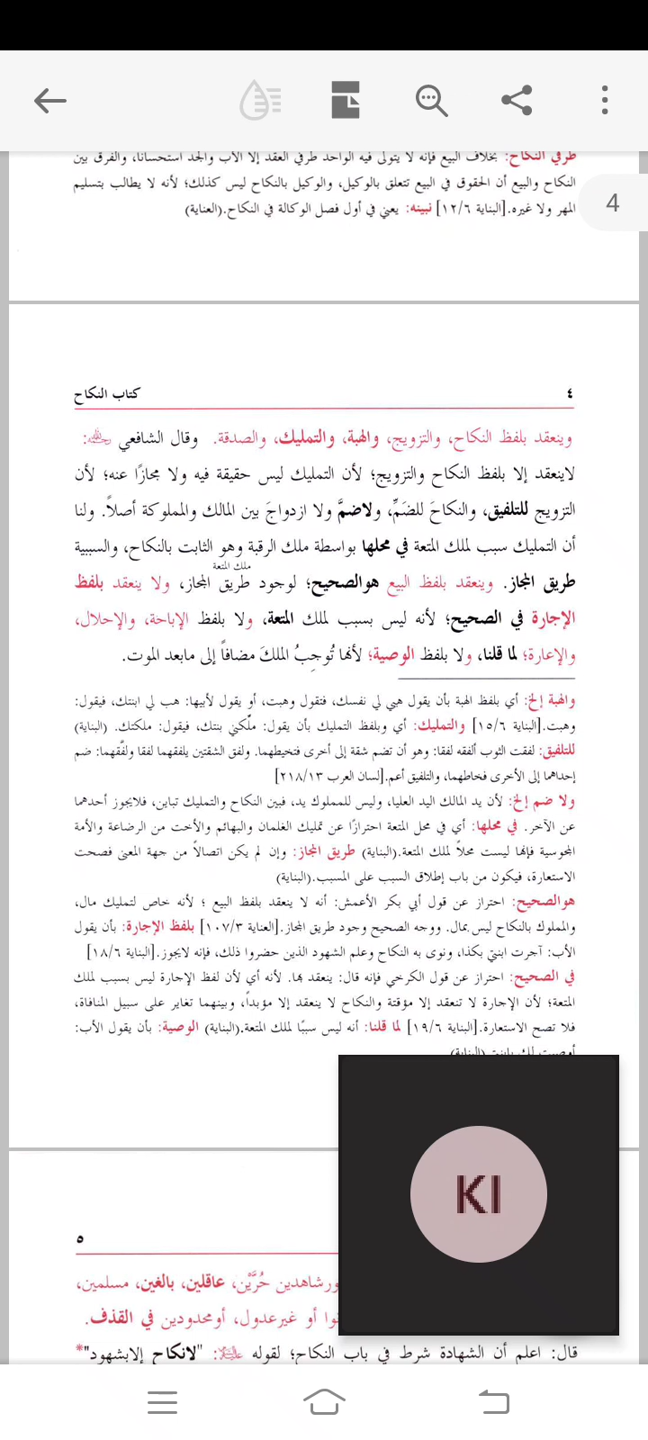 4
طرفي النكاح: بخلاف البيع فإنه لا يتولى فيه الواحد طرفي العقد إلا الأب والجد استحسانا، والفرق بين
النكاح والبيع أن الحقوق في البيع تتعلق بالوكيل، والوكيل بالنكاح ليس كذلك؛ لأنه لا يطالب بتسليم
المهر ولا غيره.[البناية ١٢/٦] نبينه: يعني في أول فصل الوكالة في النكاح.(العناية)
كتاب النكاح ٤
وينعقد بلفظ النكاح، والتزويج، والهبة، والتمليك، والصدقة. وقال الشافعي رحمه الله:
لاينعقد إلا بلفظ النكاح والتزويج؛ لأن التمليك ليس حقيقة فيه ولا مجازًا عنه؛ لأن
التزويج للتلفيق، والنكاحَ للضَمِّ، ولاضمَّ ولا ازدواجَ بين المالك والمملوكة أصلاً. ولنا
أن التمليك سبب لملك المتعة في محلها بواسطة ملك الرقبة وهو الثابت بالنكاح، والسببية
ملك المتعة
طريق المجاز. وينعقد بلفظ البيع هوالصحيح؛ لوجود طريق المجاز، ولا ينعقد بلفظ
الإجارة في الصحيح؛ لأنه ليس بسبب لملك المتعة، ولا بلفظ الإباحة، والإحلال،
والإعارة؛ لما قلنا، ولا بلفظ الوصية؛ لأنها تُوجِبُ الملكَ مضافاً إلى مابعد الموت.
والهبة إلخ: أي بلفظ الهبة بأن يقول هبي لي نفسك، فتقول وهبت، أو يقول لأبيها: هب لي ابنتك، فيقول:
وهبت.[البناية ١٥/٦] والتمليك: أي وبلفظ التمليك بأن يقول: ملّكني بنتك، فيقول: ملكتك. (البناية)
للتلفيق: لفقت الثوب ألفقه لفقا: وهو أن تضم شقة إلى أخرى فتخيطهما. ولفق الشقتين يلفقهما لفقا ولفّقهما: ضم
إحداهما إلى الأخرى فخاطهما، والتلفيق أعم.[لسان العرب ٢١٨/١٣]
ولا ضم إلخ: لأن يد المالك اليد العليا، وليس للمملوك يد، فبين النكاح والتمليك تباين، فلايجوز أحدهما
عن الآخر. في محلها: أي في محل المتعة احترازًا عن تمليك الغلمان والبهائم والأخت من الرضاعة والأمة
المجوسية فإنها ليست محلاً لملك المتعة.(البناية) طريق المجاز: وإن لم يكن اتصالاً من جهة المعنى فصحت
الاستعارة، فيكون من باب إطلاق السبب على المسبب.(البناية)
هوالصحيح: احتراز عن قول أبي بكر الأعمش: أنه لا ينعقد بلفظ البيع ؛ لأنه خاص لتمليك مال،
والمملوك بالنكاح ليس بمال. ووجه الصحيح وجود طريق المجاز.[العناية ١٠٧/٣] بلفظ الإجارة: بأن يقول
الأب: آجرت ابنتي بكذا، ونوى به النكاح وعلم الشهود الذين حضروا ذلك، فإنه لايجوز.[البناية ١٨/٦]
في الصحيح: احتراز عن قول الكرخي فإنه قال: ينعقد بها. لأنه أي لأن لفظ الإجارة ليس بسبب لملك
المتعة؛ لأن الإجارة لا تنعقد إلا مؤقتة والنكاح لا ينعقد إلا مؤبداً، وبينهما تغاير على سبيل المنافاة،
فلا تصح الاستعارة.[البناية ١٩/٦] لما قلنا: أنه ليس سببًا لملك المتعة.(البناية) الوصية: بأن يقول الأب:
أوصيت لك بابنتي (البناية)
KI
٥
ورشاهدين حُرَّيْن، عاقلين، بالغين، مسلمين،
أو غيرعدول، أومحدودين في القذف.
قال: اعلم أن الشهادة شرط في باب النكاح؛ لقوله عليه السلام: "لانكاح إلابشهود"*